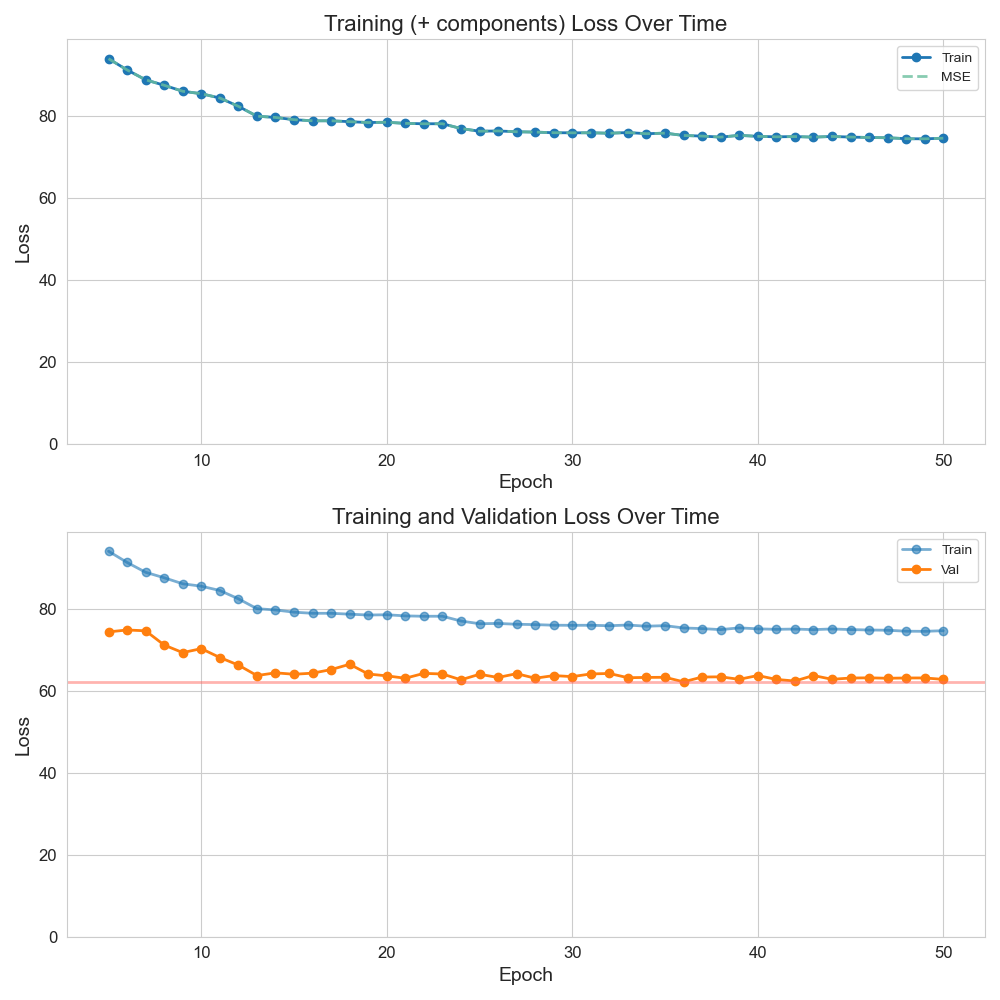 Training (+ components) Loss Over Time
Train
MSE
80
60
40
20
0
Loss
10 20 30 40 50
Epoch
Training and Validation Loss Over Time
Train
Val
80
60
40
20
0
Loss
10 20 30 40 50
Epoch